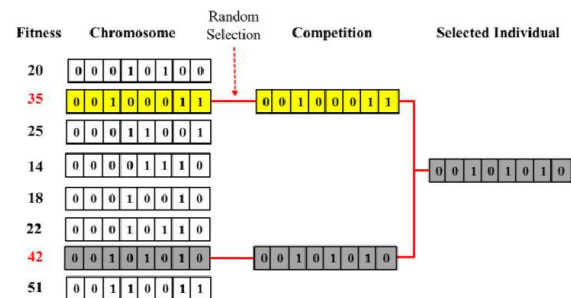 Random
Selection
Fitness Chromosome Competition Selected Individual
20 0 0 0 1 0 1 0 0
35 0 0 1 0 0 0 1 1 0 0 1 0 0 0 1 1
25 0 0 0 1 1 0 0 1
14 0 0 0 0 1 1 1 0
0 0 1 0 1 0 1 0
18 0 0 0 1 0 0 1 0
22 0 0 0 1 0 1 1 0
42 0 0 1 0 1 0 1 0 0 0 1 0 1 0 1 0
51 0 0 1 1 0 0 1 1